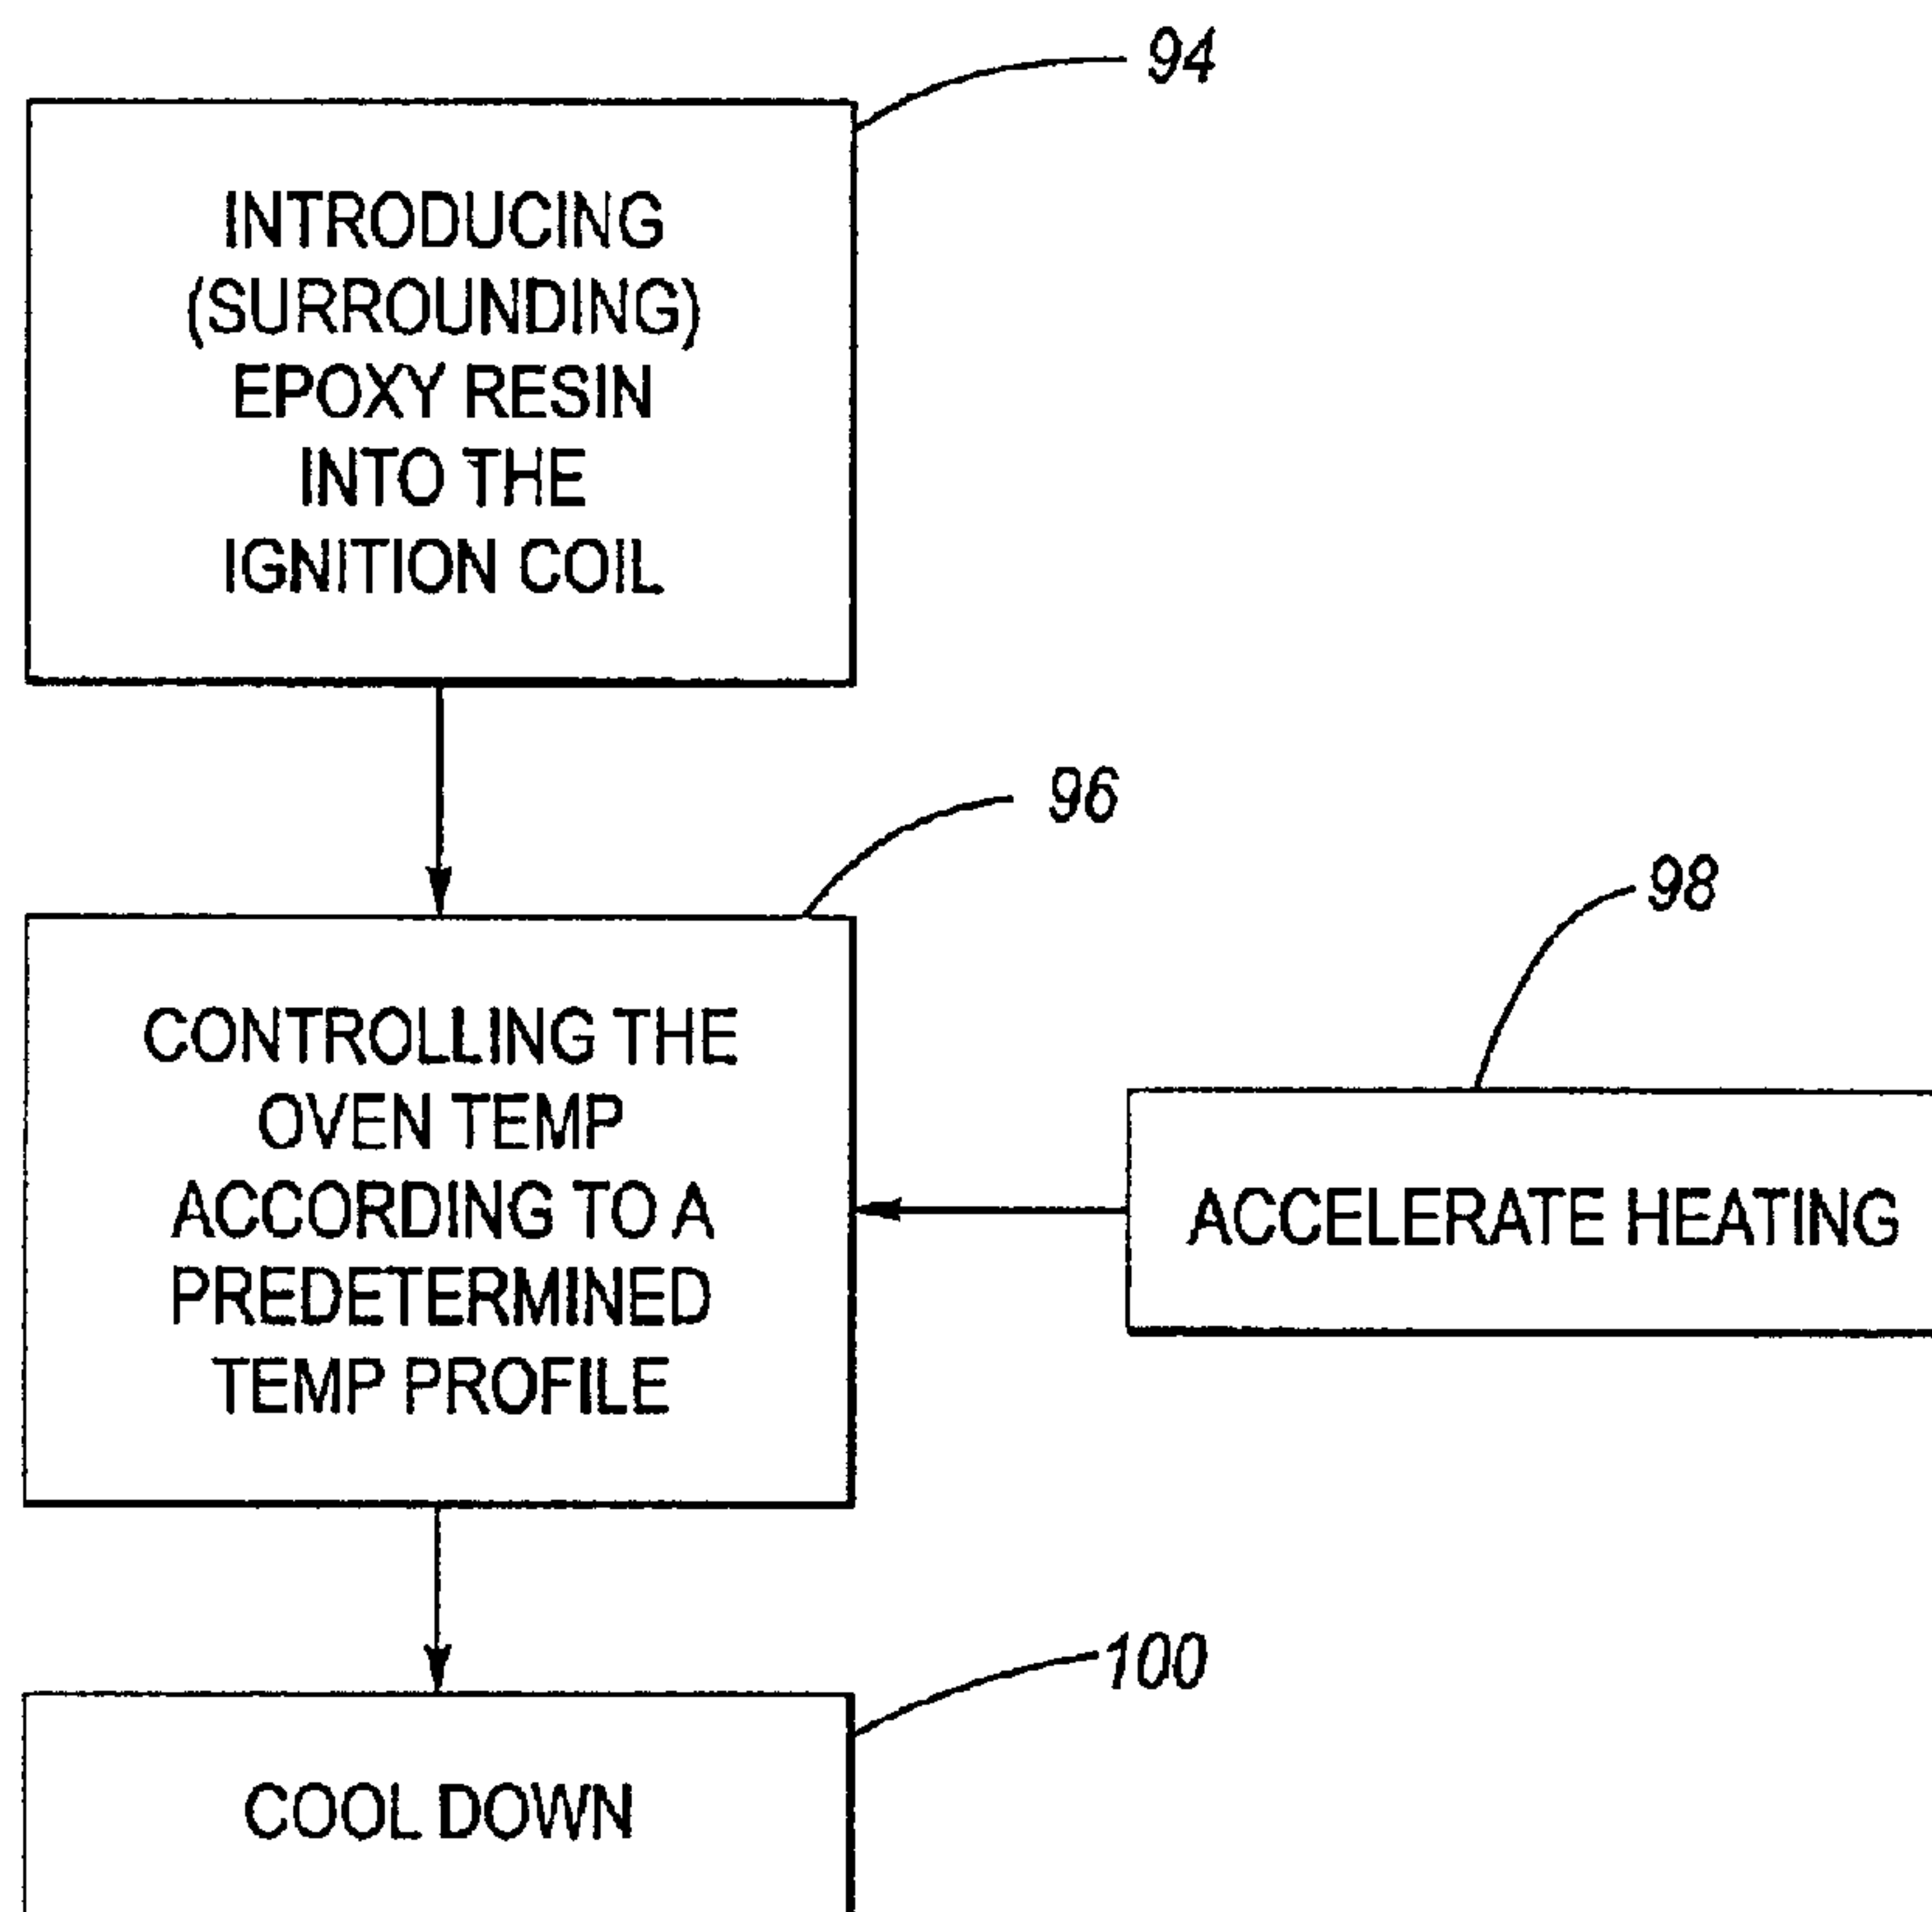 94
INTRODUCING
(SURROUNDING)
EPOXY RESIN
INTO THE
IGNITION COIL
96
98
CONTROLLING THE
OVEN TEMP
ACCORDING TO A
PREDETERMINED
TEMP PROFILE
ACCELERATE HEATING
100
COOL DOWN